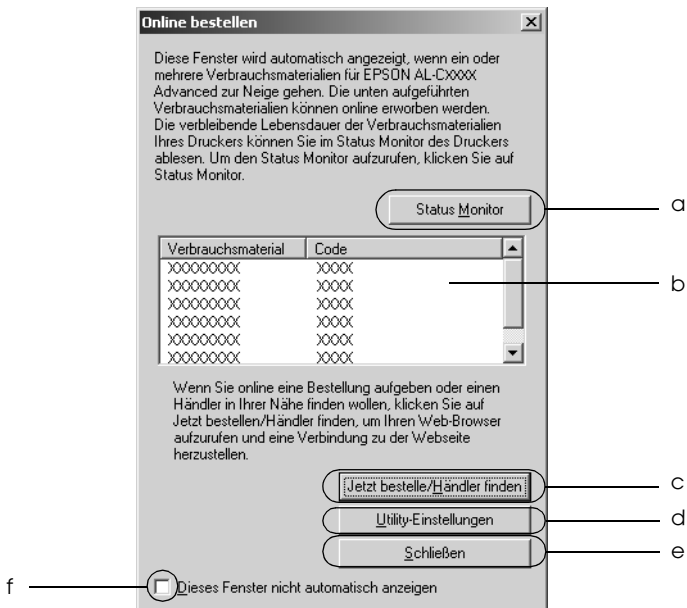 Online bestellen
Diese Fenster wird automatisch angezeigt, wenn ein oder
mehrere Verbrauchsmaterialien für EPSON AL-CXXXX
Advanced zur Neige gehen. Die unten aufgeführten
Verbrauchsmaterialien können online erworben werden.
Die verbleibende Lebensdauer der Verbrauchsmaterialien
Ihres Druckers können Sie im Status Monitor des Druckers
ablesen. Um den Status Monitor aufzurufen, klicken Sie auf
Status Monitor.
Status Monitor
a
Verbrauchsmaterial Code
b
XXXXXXXX XXXX
XXXXXXXX XXXX
XXXXXXXX XXXX
XXXXXXXX XXXX
XXXXXXXX XXXX
XXXXXXXX XXXX
Wenn Sie online eine Bestellung aufgeben oder einen
Händler in Ihrer Nähe finden wollen, klicken Sie auf
Jetzt bestellen/Händler finden, um Ihren Web-Browser
aufzurufen und eine Verbindung zu der Webseite
herzustellen.
Jetzt bestelle/Händler finden
c
Utility-Einstellungen
d
Schließen
e
f
Dieses Fenster nicht automatisch anzeigen